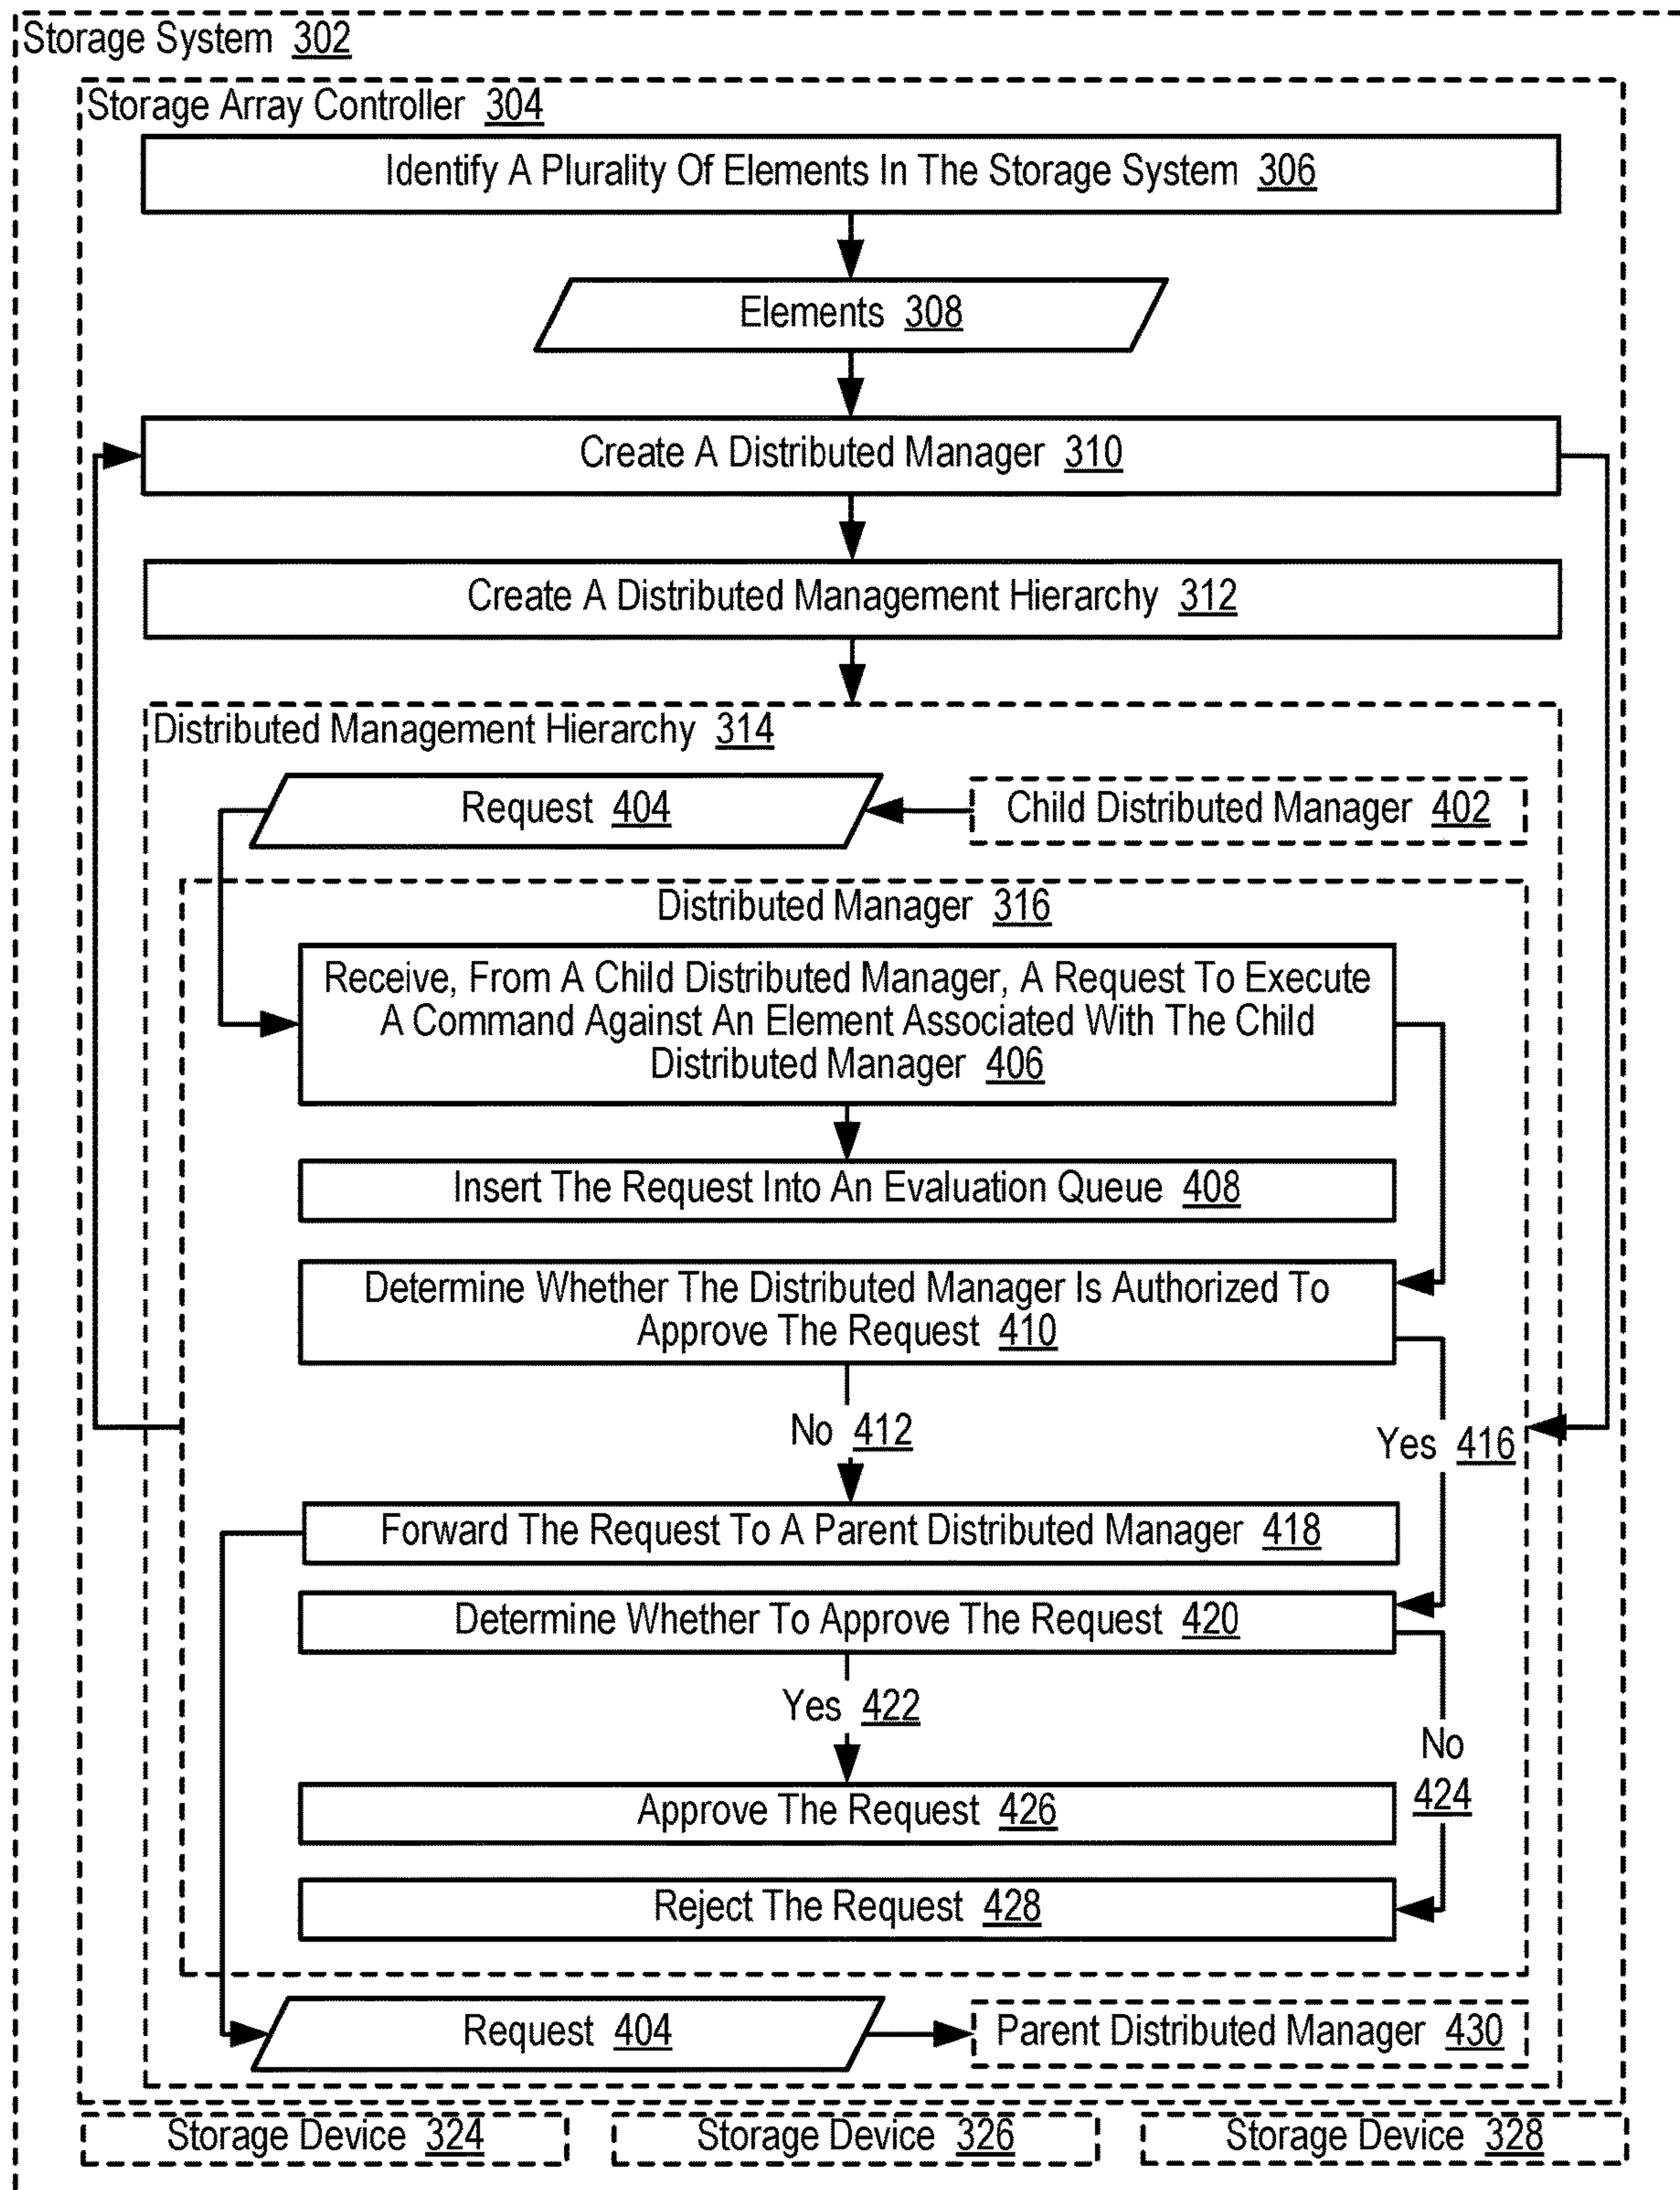 Storage System 302
Storage Array Controller 304
Identify A Plurality Of Elements In The Storage System 306
Elements 308
Create A Distributed Manager 310
Create A Distributed Management Hierarchy 312
Distributed Management Hierarchy 314
Request 404
Child Distributed Manager 402
Distributed Manager 316
Receive, From A Child Distributed Manager, A Request To Execute
A Command Against An Element Associated With The Child
Distributed Manager 406
Insert The Request Into An Evaluation Queue 408
Determine Whether The Distributed Manager Is Authorized To
Approve The Request 410
No 412
Yes 416
Forward The Request To A Parent Distributed Manager 418
Determine Whether To Approve The Request 420
Yes 422
No
424
Approve The Request 426
Reject The Request 428
Request 404
Parent Distributed Manager 430
Storage Device 324
Storage Device 326
Storage Device 328